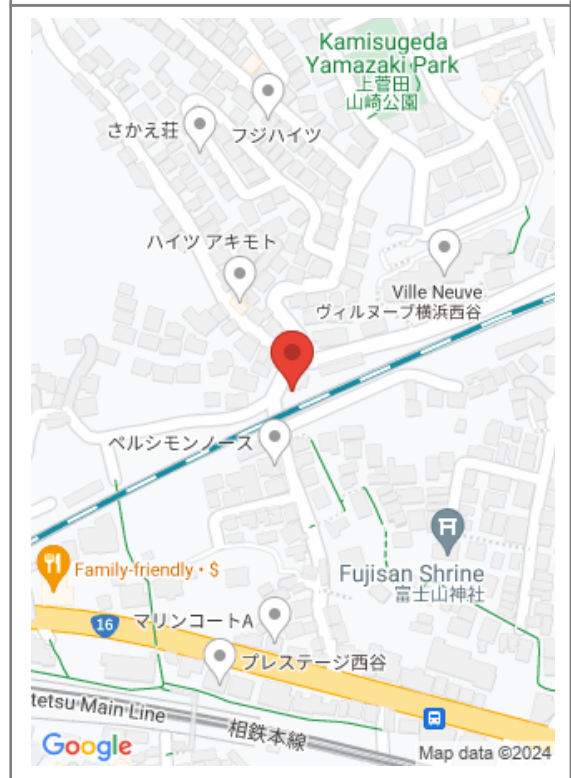 Kamisugeda
Yamazaki Park
上菅田
山崎公園
さかえ荘
フジハイツ
ハイツ アキモト
Ville Neuve
ヴィルヌーブ横浜西谷
ペルシモンノース
Family-friendly • $
Fujisan Shrine
富士山神社
16
マリンコートA
プレステージ西谷
tetsu Main Line
相鉄本線
Google
Map data ©2024